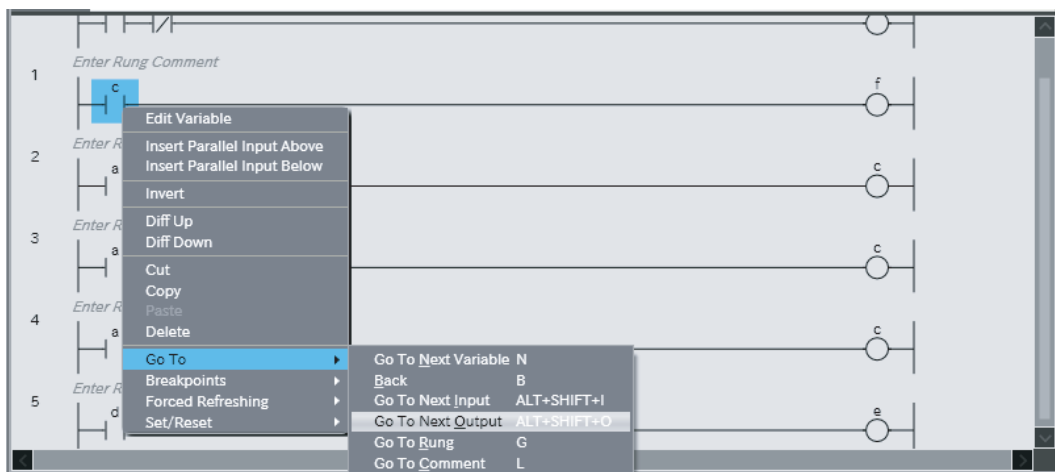 Enter Rung Comment
1
c
f
Edit Variable
Insert Parallel Input Above
Insert Parallel Input Below
Invert
Diff Up
Diff Down
Cut
Copy
Paste
Delete
Go To
Breakpoints
Forced Refreshing
Set/Reset
Go To Next Variable N
Back B
Go To Next Input ALT+SHIFT+I
Go To Next Output ALT+SHIFT+O
Go To Rung G
Go To Comment L
Enter R
2
a
c
Enter R
3
a
c
Enter R
4
a
c
Enter R
5
d
e